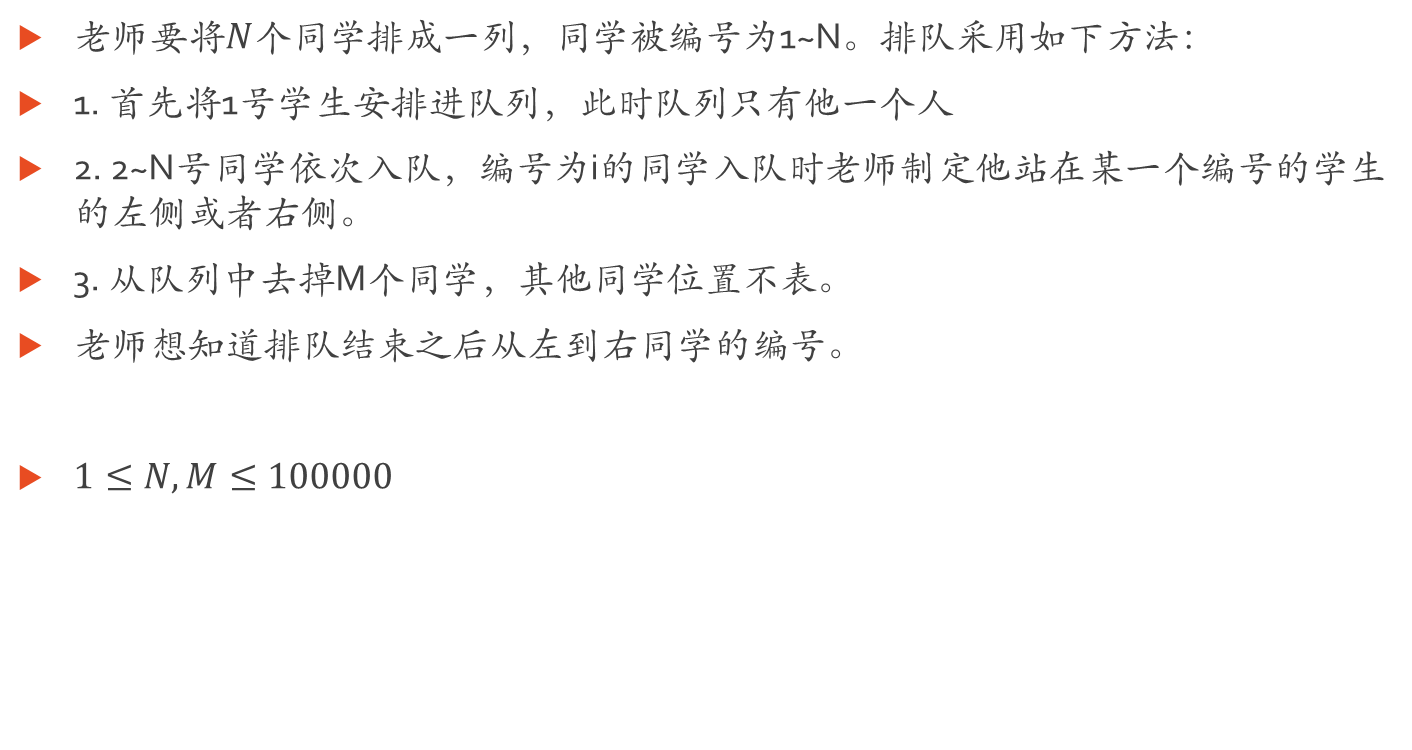 老师要将N个同学排成一列，同学被编号为1~N。排队采用如下方法：
1. 首先将1号学生安排进队列，此时队列只有他一个人
2. 2~N号同学依次入队，编号为i的同学入队时老师制定他站在某一个编号的学生
的左侧或者右侧。
3. 从队列中去掉M个同学，其他同学位置不表。
老师想知道排队结束之后从左到右同学的编号。
1 ≤ N, M ≤ 100000